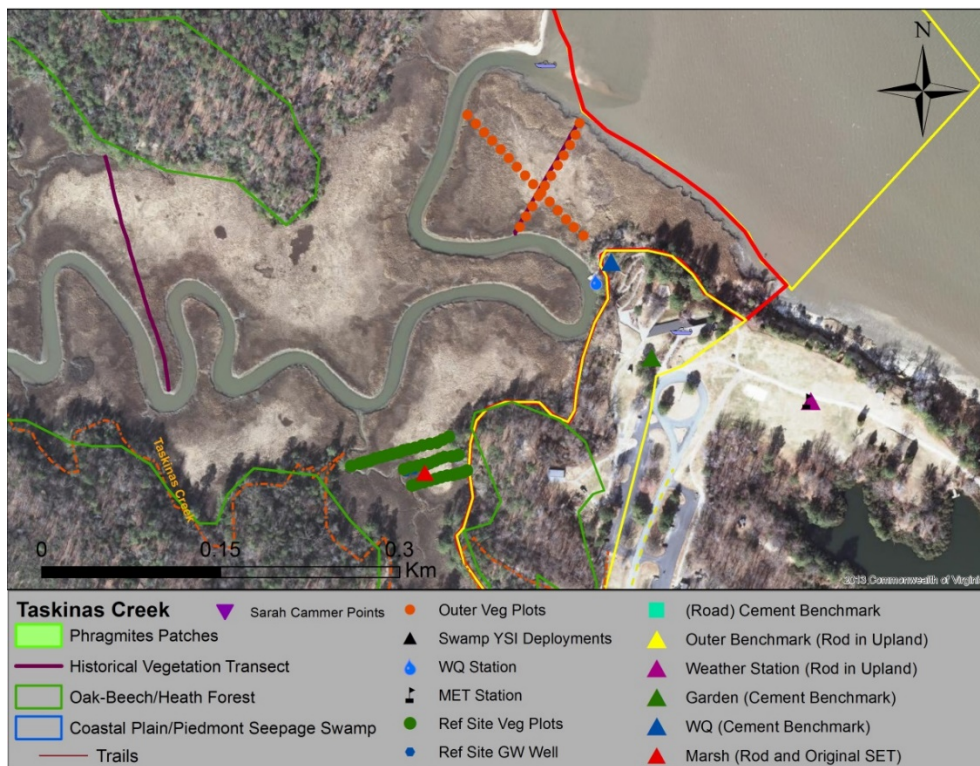 N
Taskinas Creek
0 0.15 0.3
Km
2013 Commonwealth of Virginia
Taskinas Creek
Phragmites Patches
Historical Vegetation Transect
Oak-Beech/Heath Forest
Coastal Plain/Piedmont Seepage Swamp
Trails
Sarah Cammer Points
Outer Veg Plots
Swamp YSI Deployments
WQ Station
MET Station
Ref Site Veg Plots
Ref Site GW Well
(Road) Cement Benchmark
Outer Benchmark (Rod in Upland)
Weather Station (Rod in Upland)
Garden (Cement Benchmark)
WQ (Cement Benchmark)
Marsh (Rod and Original SET)